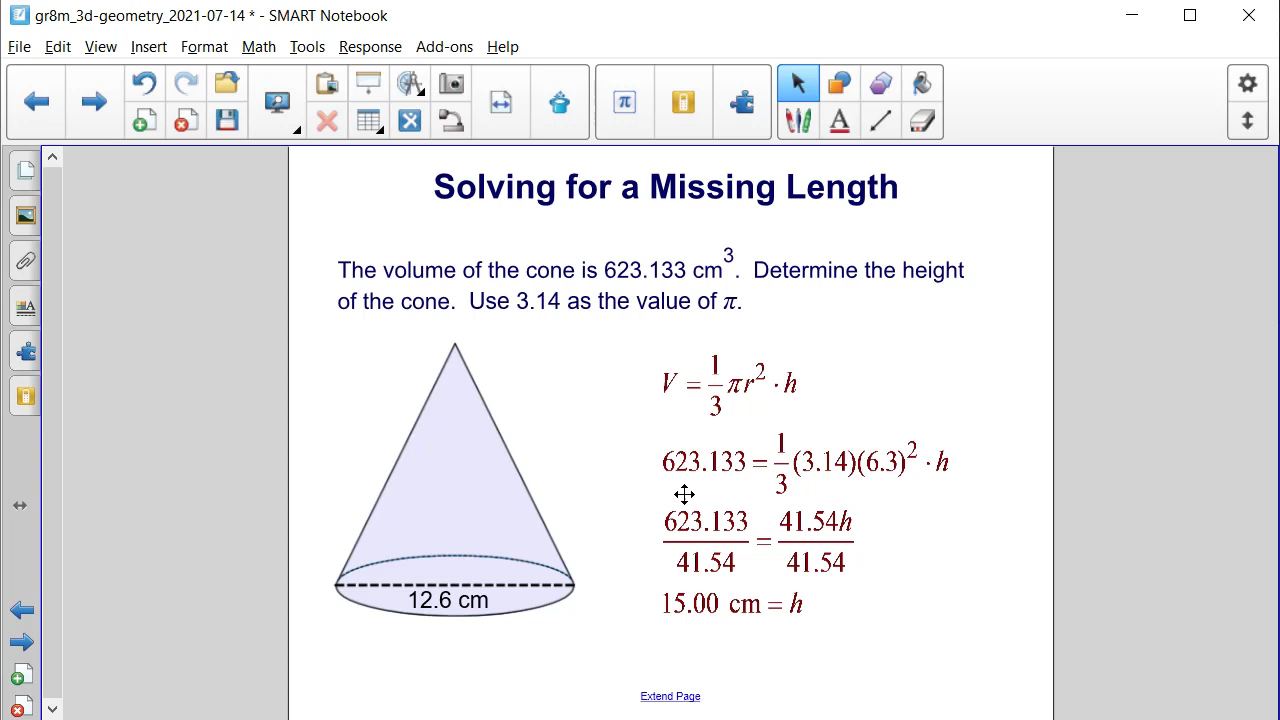 gr8m_3d-geometry_2021-07-14 * - SMART Notebook
File Edit View Insert Format Math Tools Response Add-ons Help
Solving for a Missing Length
The volume of the cone is 623.133 cm³. Determine the height
of the cone. Use 3.14 as the value of π.
V = 1/3 πr² · h
623.133 = 1/3 (3.14)(6.3)² · h
623.133/41.54 = 41.54h/41.54
12.6 cm
15.00 cm = h
Extend Page